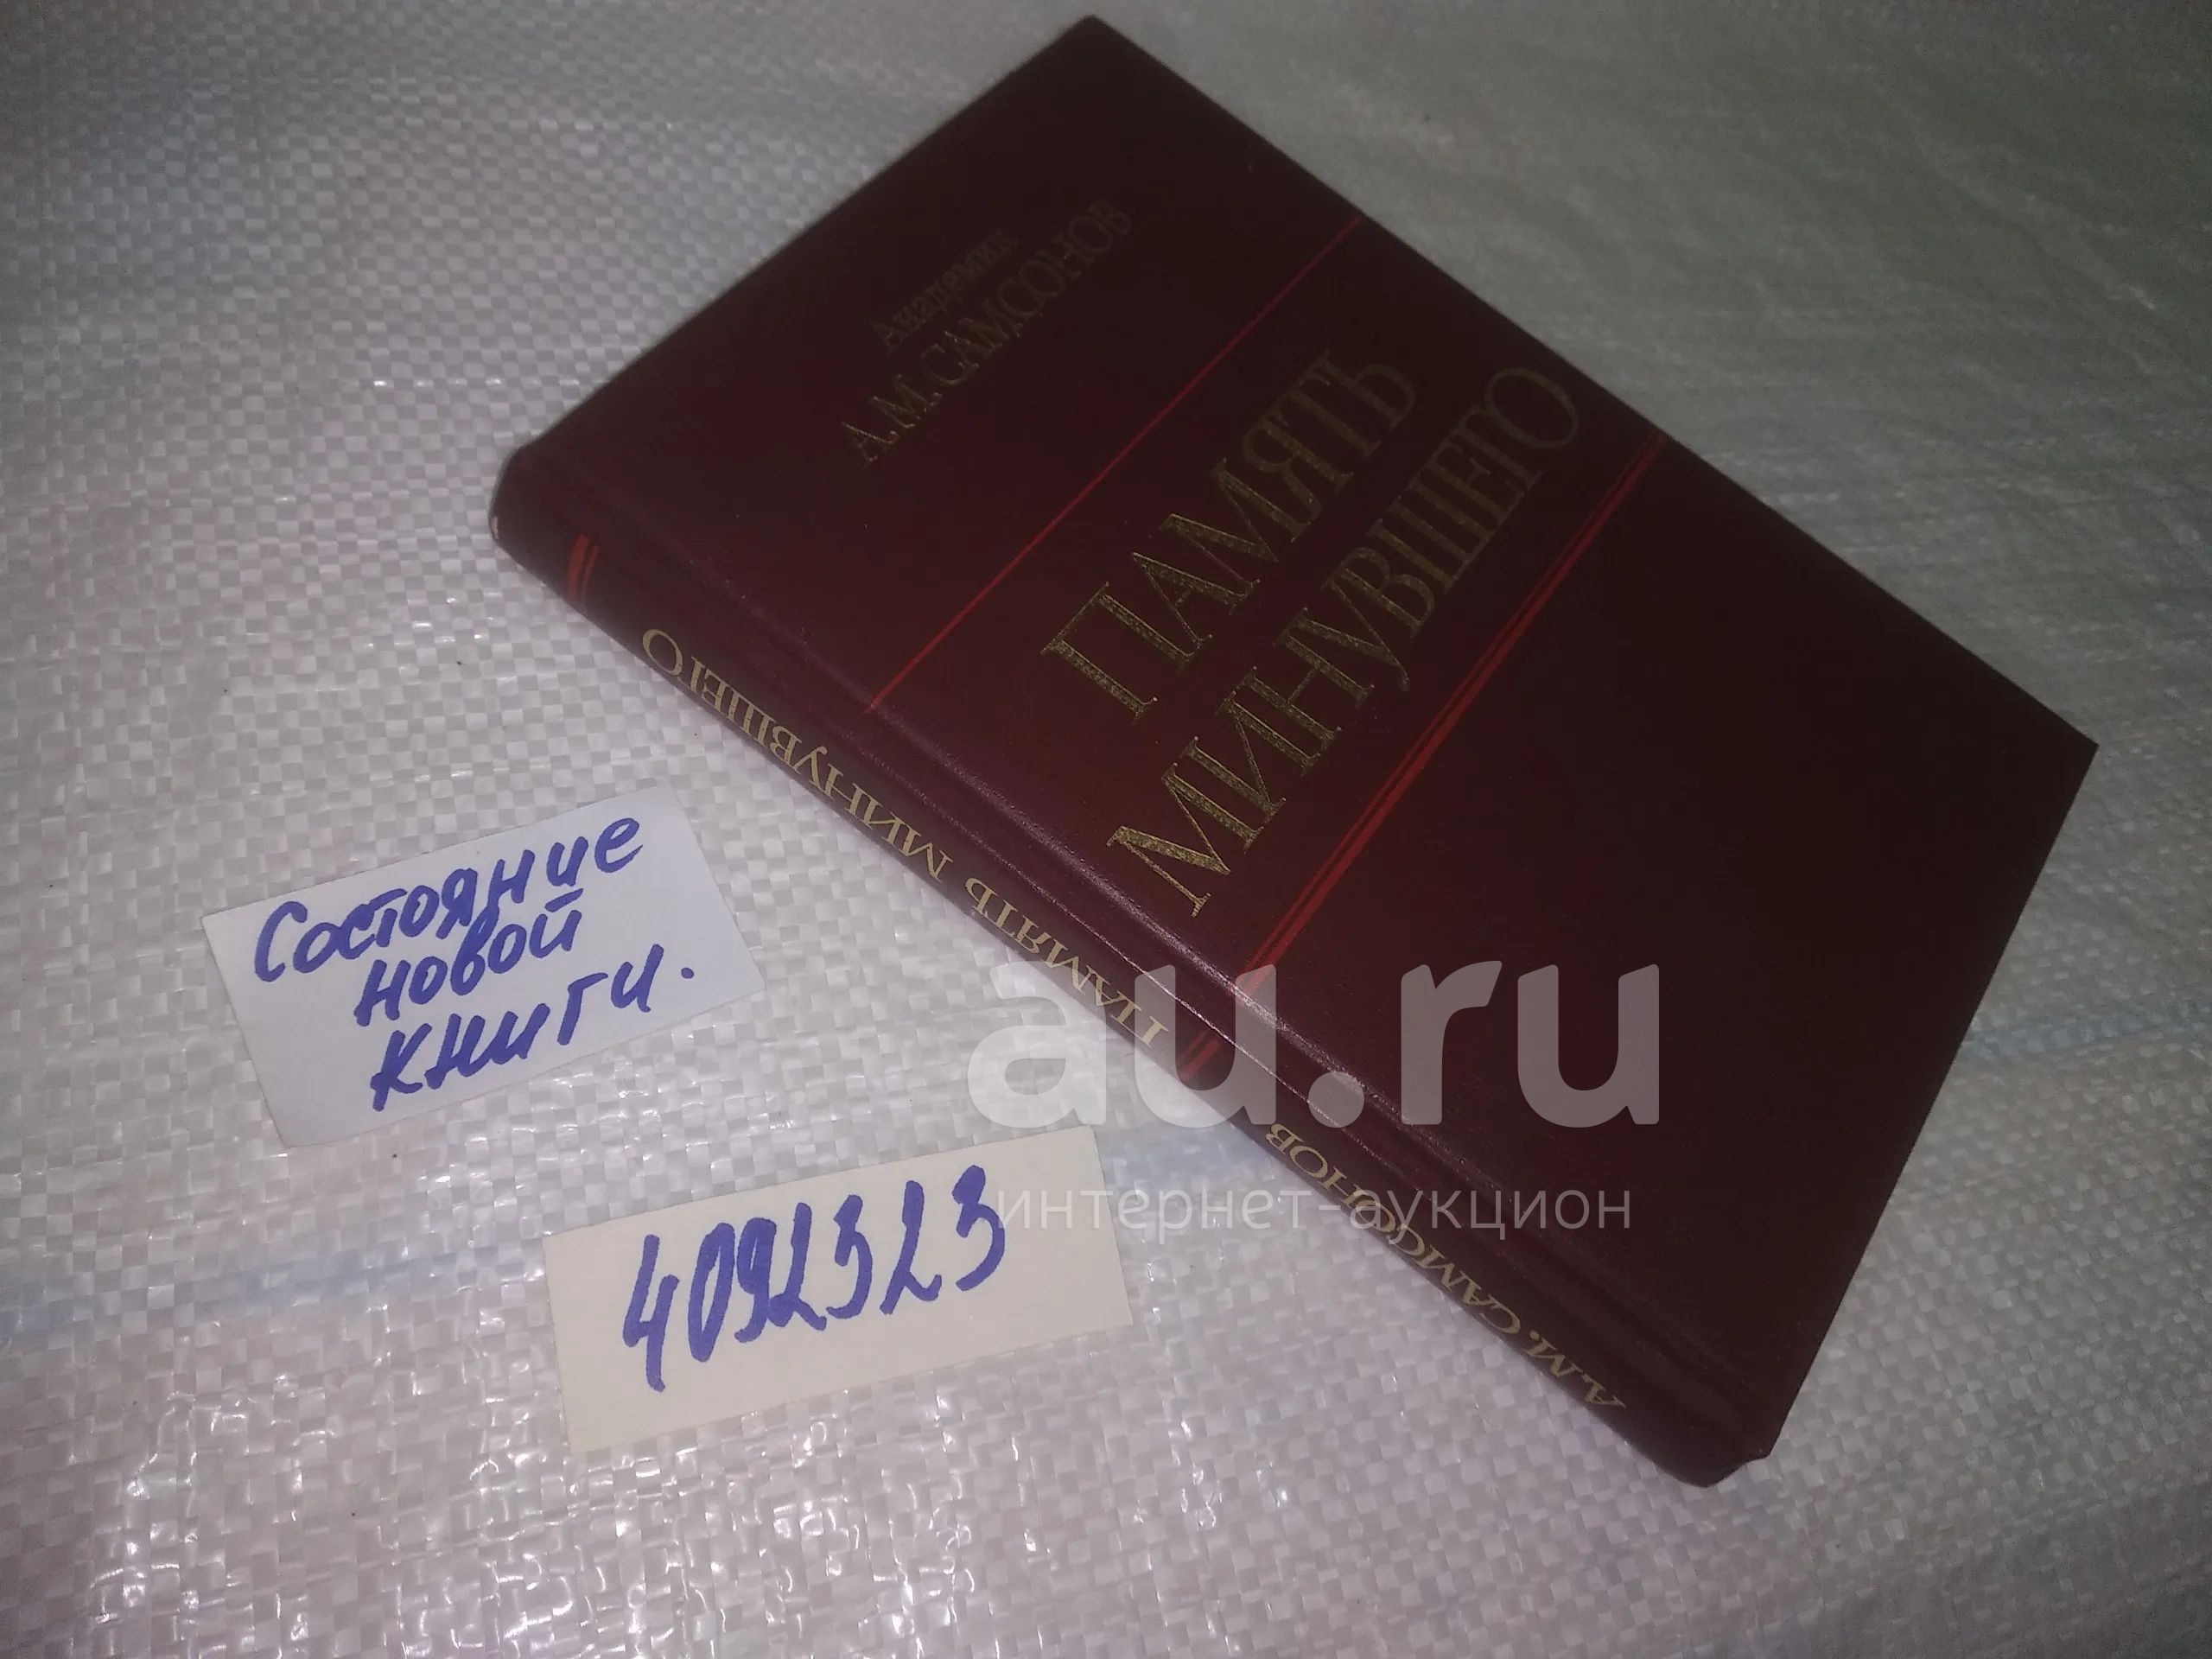 Академик
А.М.САМСОНОВ
ПАМЯТЬ
МИНУВШЕГО
А.М. САМСОНОВ ПАМЯТЬ МИНУВШЕГО
Состояние
новой
книги.
4092323
au.ru
интернет-аукцион